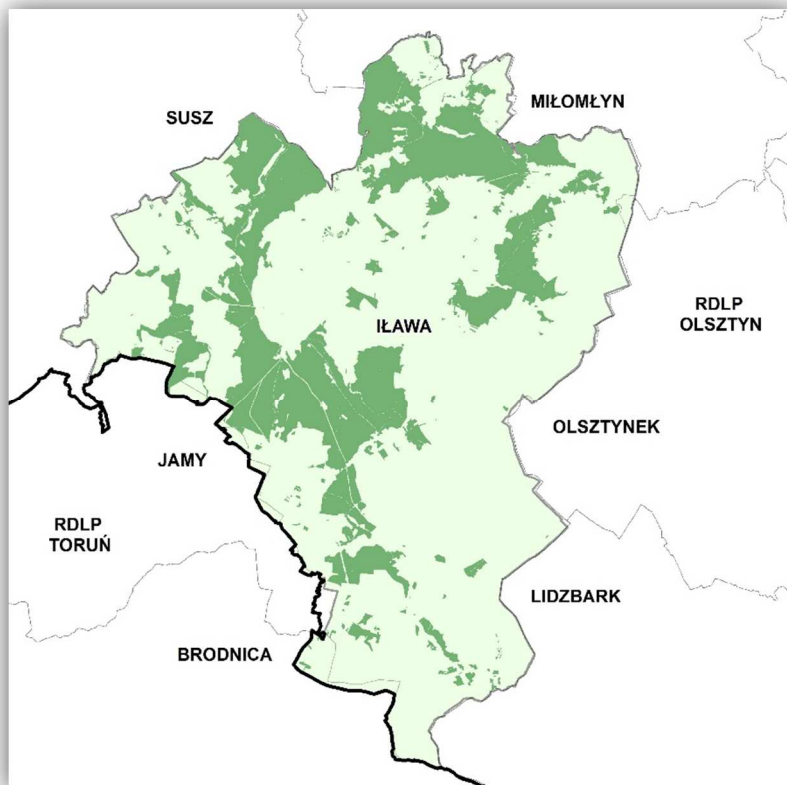 MIŁOMŁYN
SUSZ
RDLP
OLSZTYN
IŁAWA
OLSZTYNEK
JAMY
RDLP
TORUŃ
LIDZBARK
BRODNICA